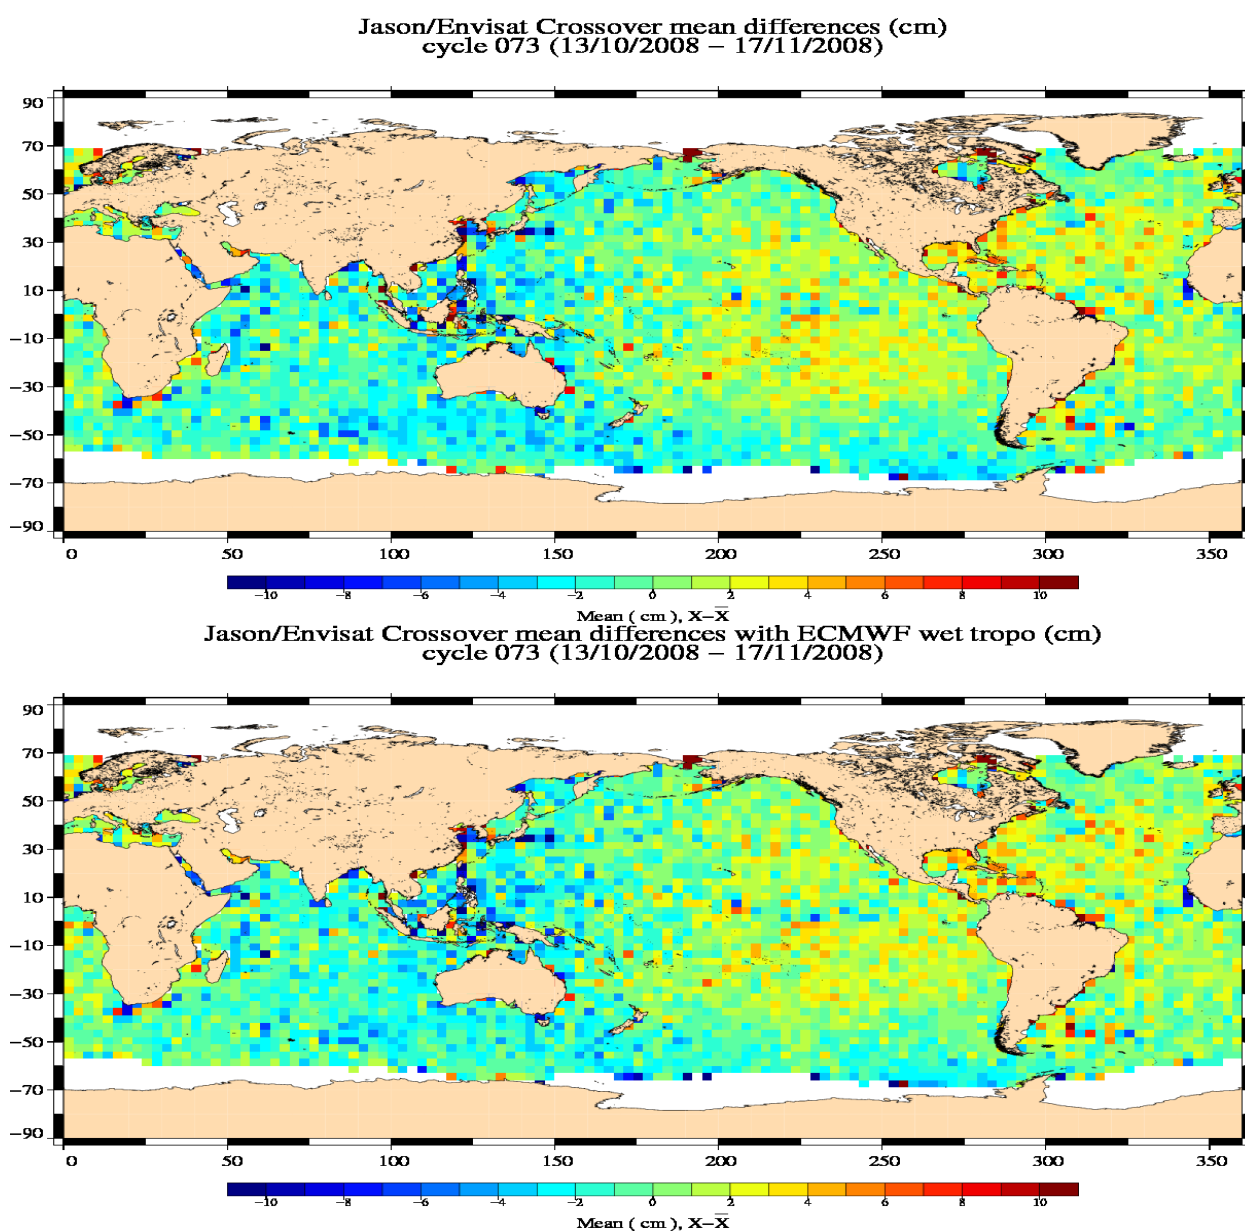 Jason/Envisat Crossover mean differences (cm)
cycle 073 (13/10/2008 – 17/11/2008)
90
70
50
30
10
−10
−30
−50
−70
−90
0 50 100 150 200 250 300 350
−10 −8 −6 −4 −2 0 2 4 6 8 10
Mean ( cm ), X−X̅
Jason/Envisat Crossover mean differences with ECMWF wet tropo (cm)
cycle 073 (13/10/2008 – 17/11/2008)
90
70
50
30
10
−10
−30
−50
−70
−90
0 50 100 150 200 250 300 350
−10 −8 −6 −4 −2 0 2 4 6 8 10
Mean ( cm ), X−X̅